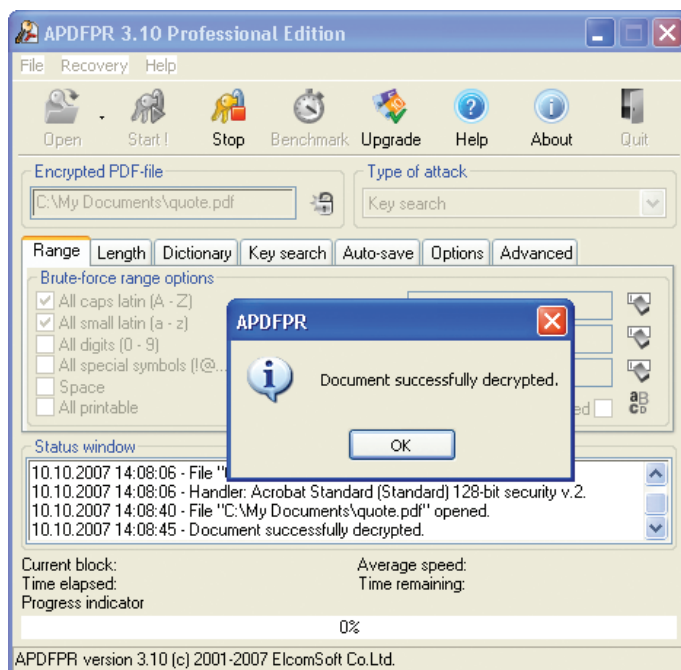 APDFPR 3.10 Professional Edition
File Recovery Help
Open Start! Stop Benchmark Upgrade Help About Quit
Encrypted PDF-file Type of attack
C:\My Documents\quote.pdf Key search
Range Length Dictionary Key search Auto-save Options Advanced
Brute-force range options
All caps latin (A - Z)
All small latin (a - z)
All digits (0 - 9)
All special symbols (!@...
Space
All printable
APDFPR
Document successfully decrypted.
OK
Status window
10.10.2007 14:08:06 - File "
10.10.2007 14:08:06 - Handler: Acrobat Standard (Standard) 128-bit security v.2.
10.10.2007 14:08:40 - File "C:\My Documents\quote.pdf" opened.
10.10.2007 14:08:45 - Document successfully decrypted.
Current block: Average speed:
Time elapsed: Time remaining:
Progress indicator
0%
APDFPR version 3.10 (c) 2001-2007 ElcomSoft Co.Ltd.